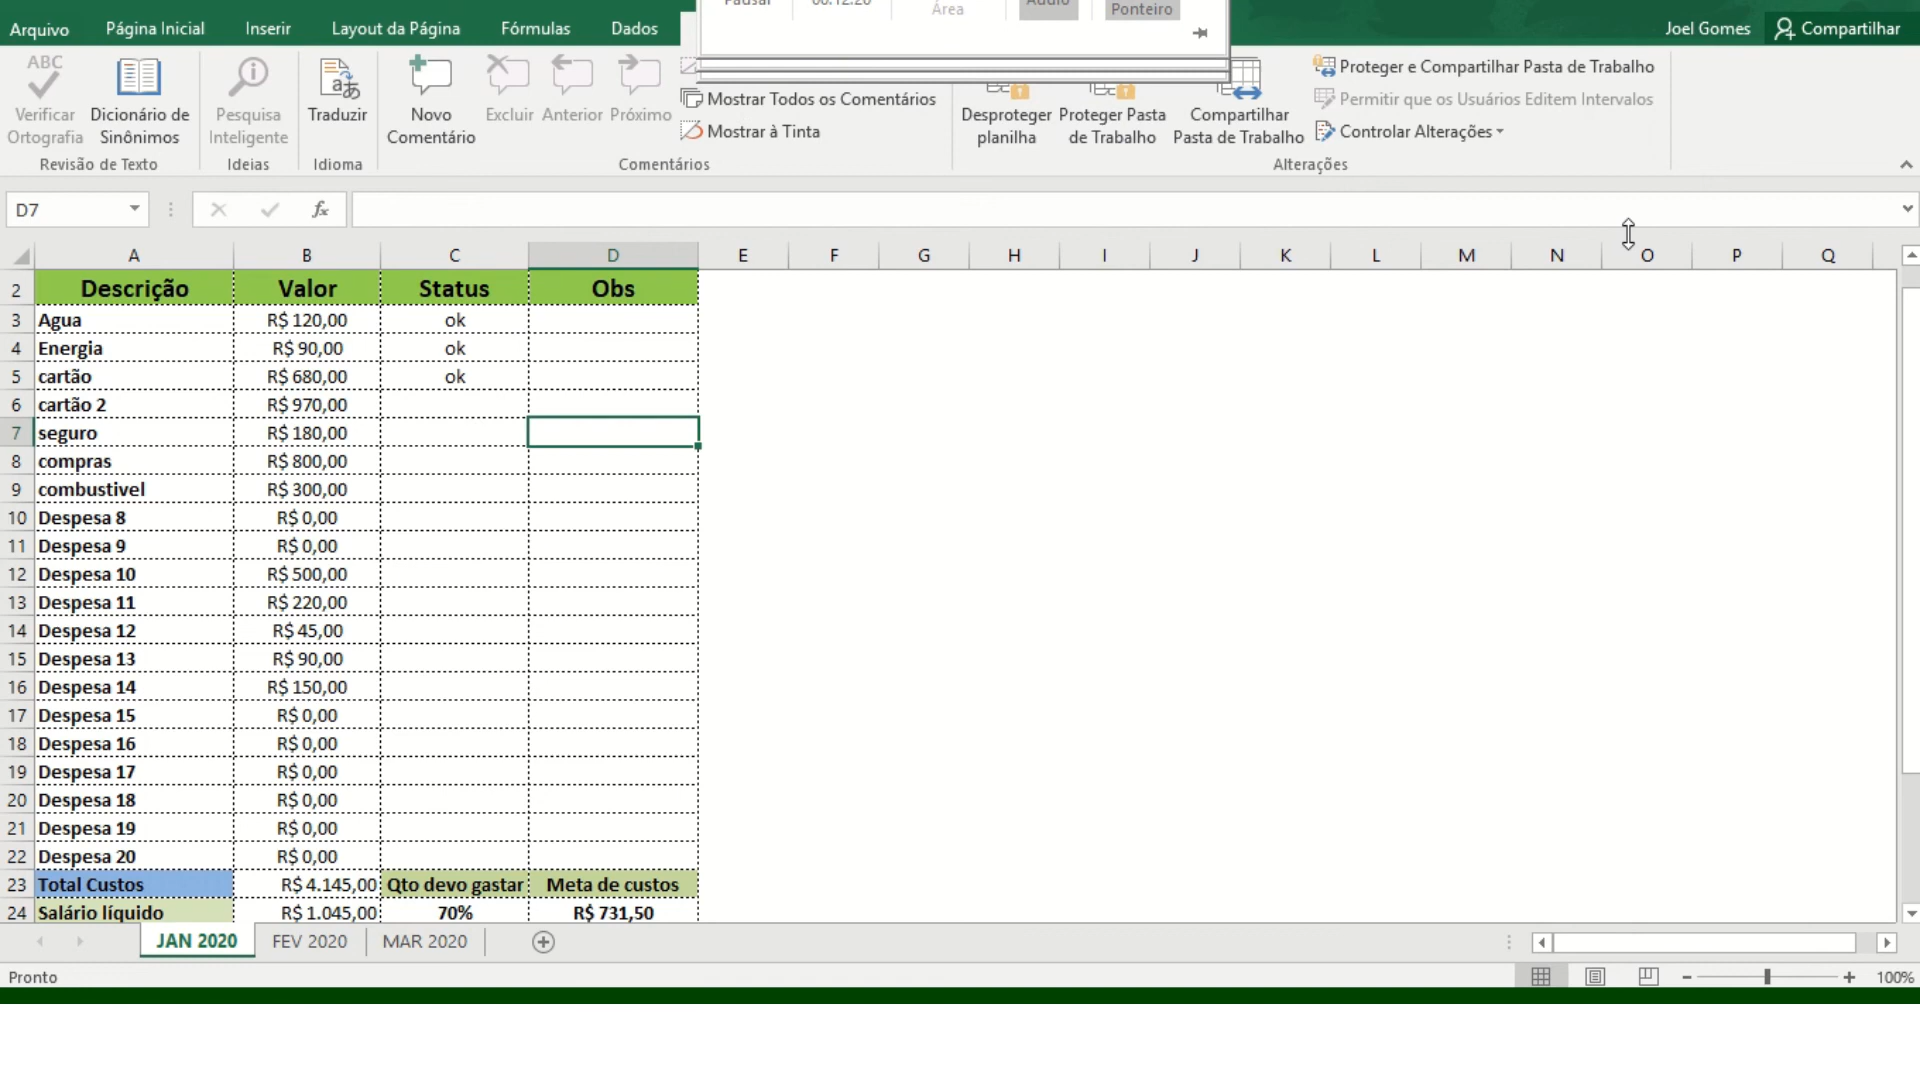 Pausar 00:12:20 Área Áudio Ponteiro
Arquivo Página Inicial Inserir Layout da Página Fórmulas Dados Joel Gomes Compartilhar
ABC
Verificar Ortografia
Dicionário de Sinônimos
Revisão de Texto
Pesquisa Inteligente
Ideias
Traduzir
Idioma
Novo Comentário
Excluir Anterior Próximo
Mostrar Todos os Comentários
Mostrar à Tinta
Comentários
Desproteger planilha
Proteger Pasta de Trabalho
Compartilhar Pasta de Trabalho
Proteger e Compartilhar Pasta de Trabalho
Permitir que os Usuários Editem Intervalos
Controlar Alterações
Alterações
D7 fx
A B C D E F G H I J K L M N O P Q
2 Descrição Valor Status Obs
3 Agua R$ 120,00 ok
4 Energia R$ 90,00 ok
5 cartão R$ 680,00 ok
6 cartão 2 R$ 970,00
7 seguro R$ 180,00
8 compras R$ 800,00
9 combustivel R$ 300,00
10 Despesa 8 R$ 0,00
11 Despesa 9 R$ 0,00
12 Despesa 10 R$ 500,00
13 Despesa 11 R$ 220,00
14 Despesa 12 R$ 45,00
15 Despesa 13 R$ 90,00
16 Despesa 14 R$ 150,00
17 Despesa 15 R$ 0,00
18 Despesa 16 R$ 0,00
19 Despesa 17 R$ 0,00
20 Despesa 18 R$ 0,00
21 Despesa 19 R$ 0,00
22 Despesa 20 R$ 0,00
23 Total Custos R$ 4.145,00 Qto devo gastar Meta de custos
24 Salário líquido R$ 1.045,00 70% R$ 731,50
JAN 2020 FEV 2020 MAR 2020
Pronto 100%